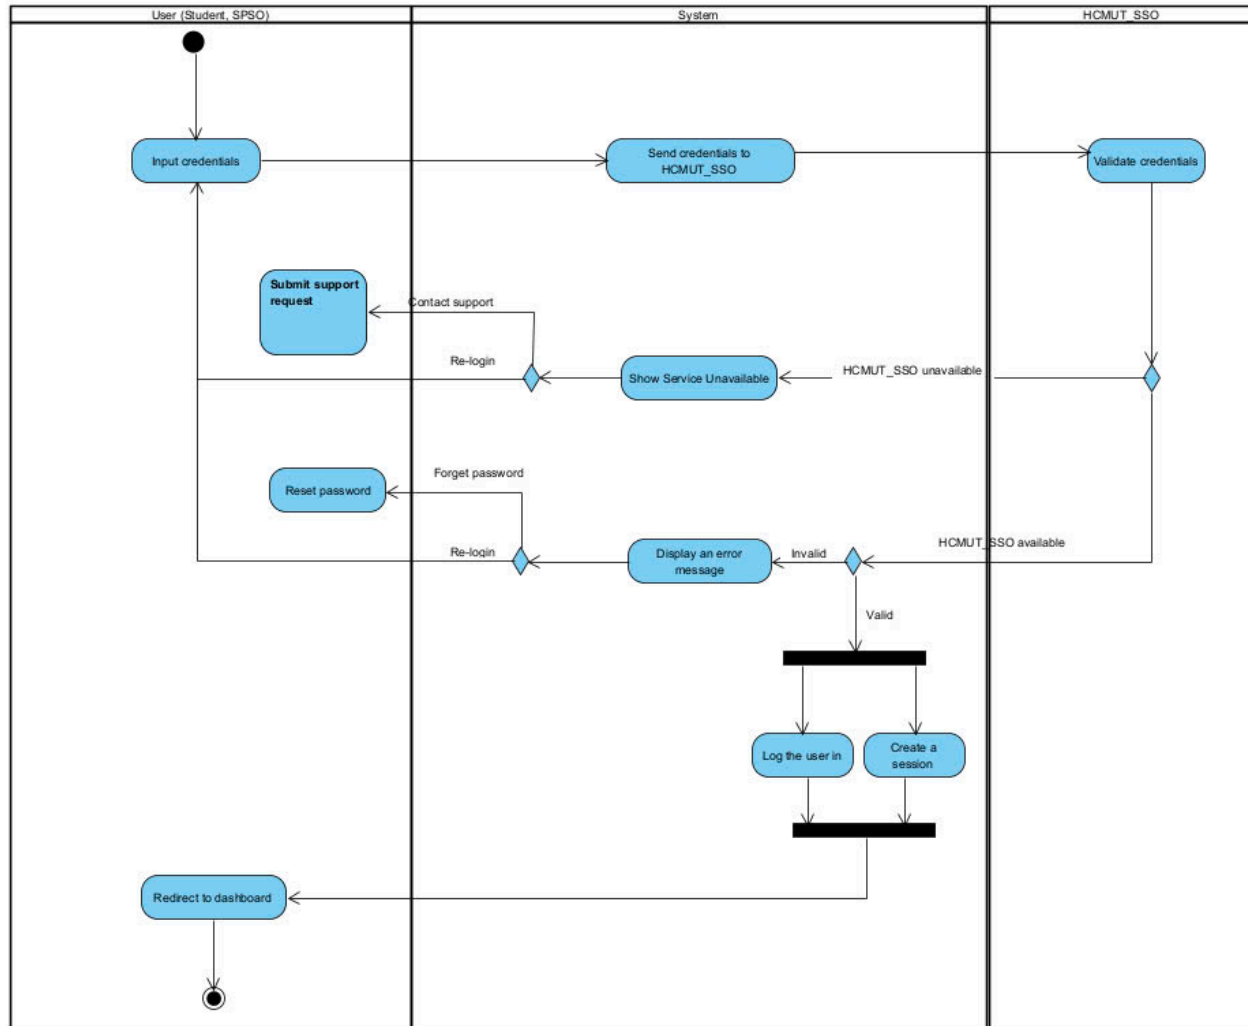 User (Student, SPSO)
System
HCMUT_SSO
Input credentials
Send credentials to
HCMUT_SSO
Validate credentials
Submit support
request
Contact support
Re-login
Show Service Unavailable
HCMUT_SSO unavailable
Forget password
Reset password
Re-login
Display an error
message
Invalid
HCMUT_SSO available
Valid
Log the user in
Create a
session
Redirect to dashboard